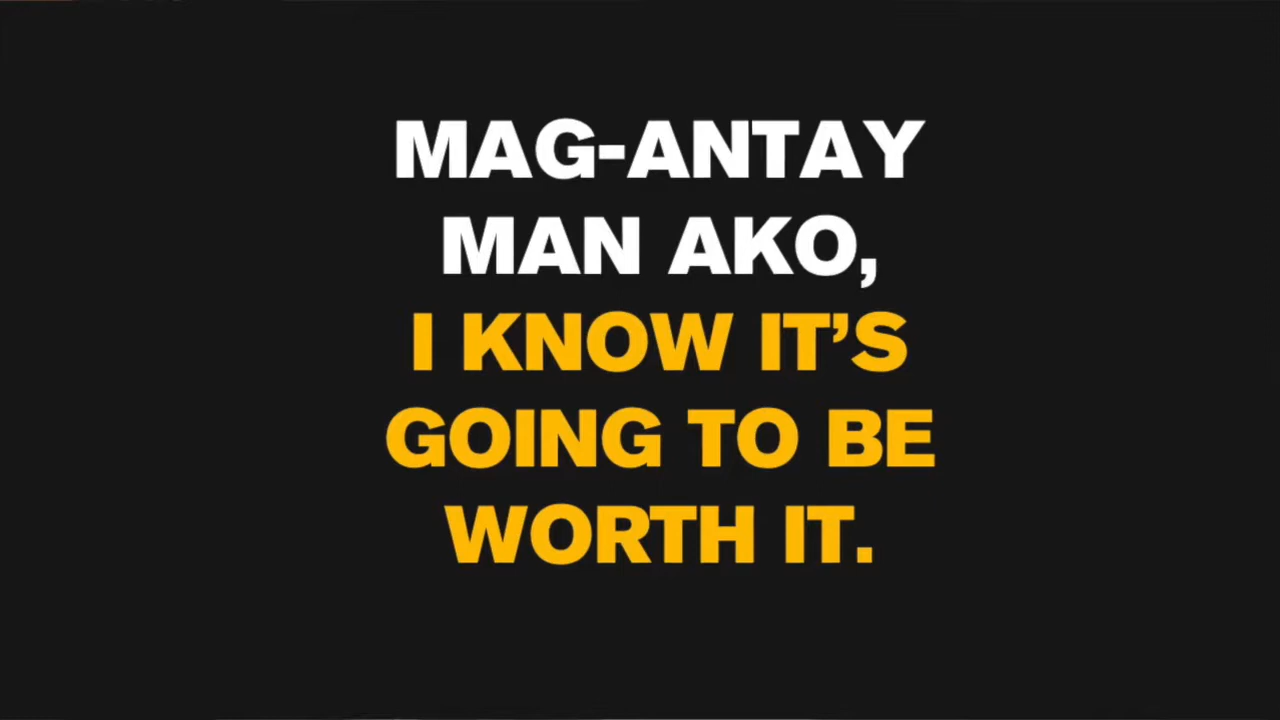 MAG-ANTAY
MAN AKO,
I KNOW IT’S
GOING TO BE
WORTH IT.